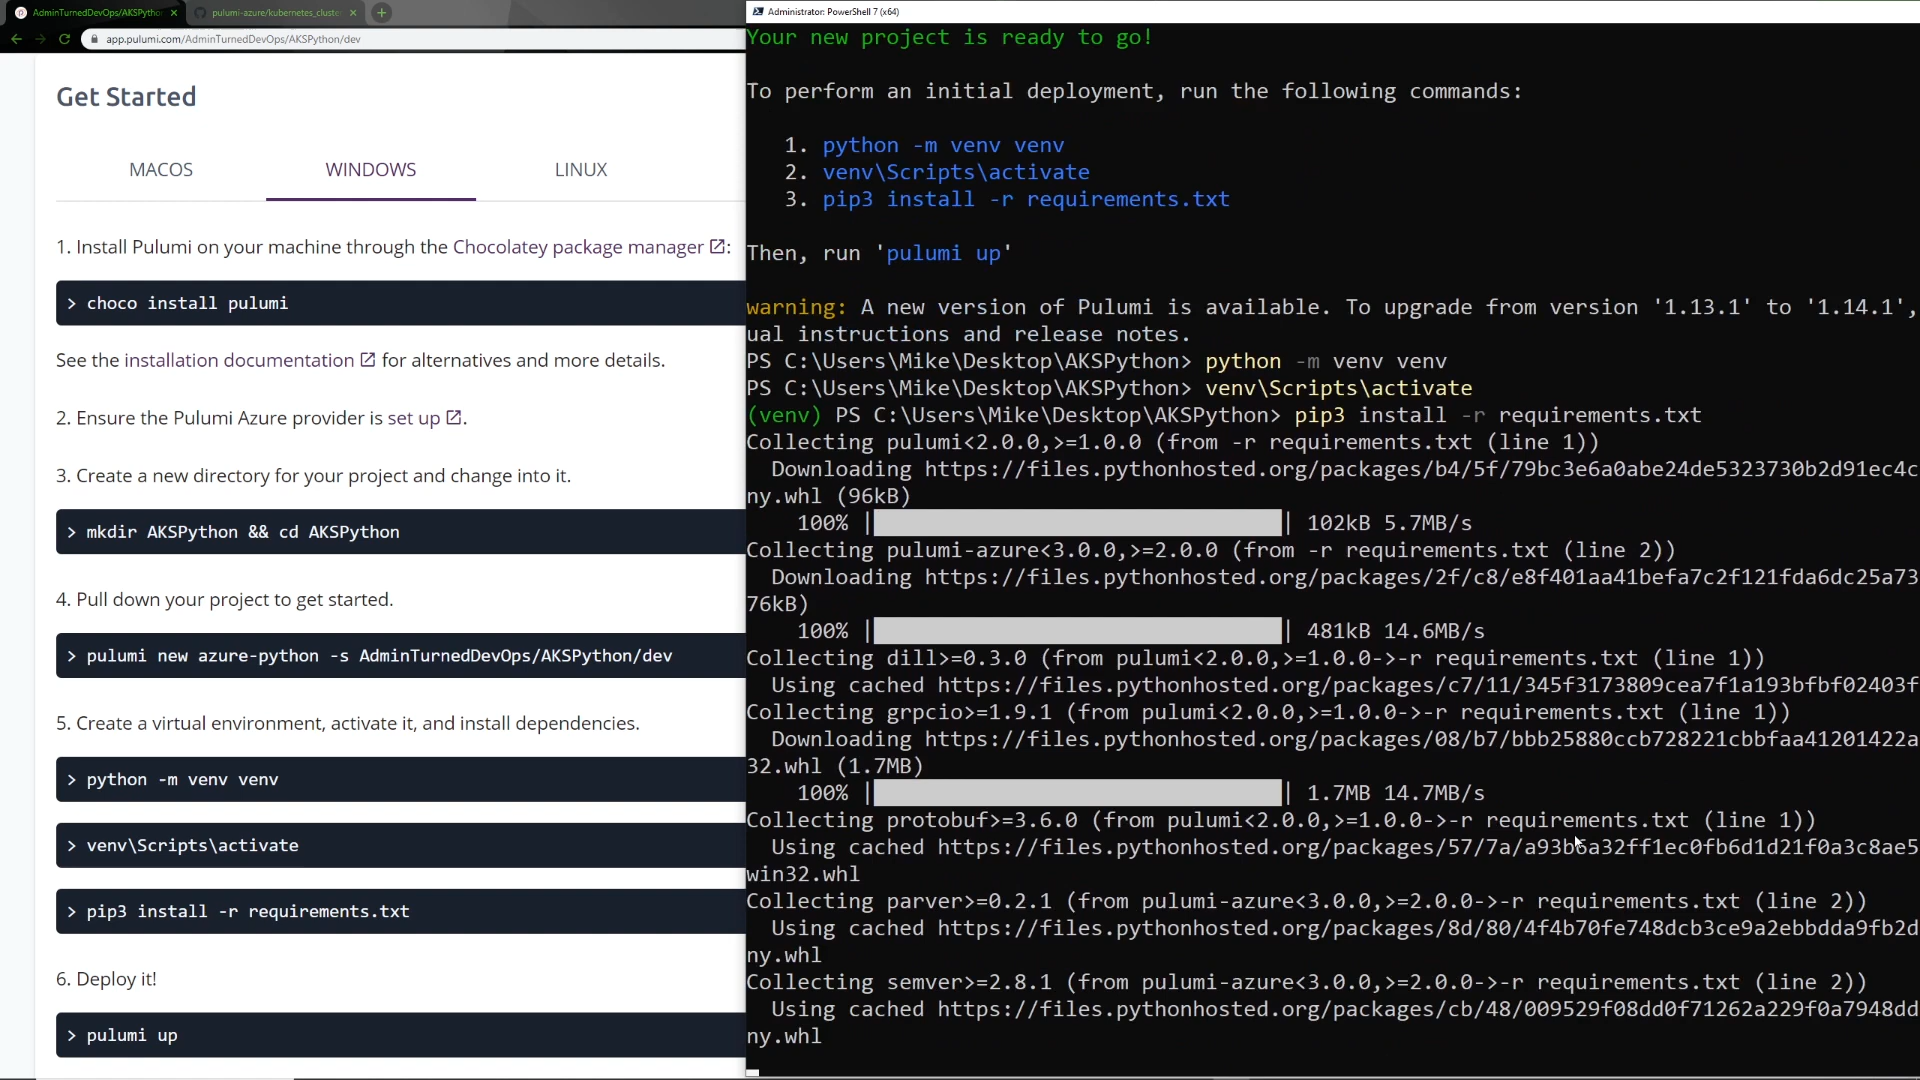 AdminTurnedDevOps/AKSPython
pulumi-azure/kubernetes_cluste
app.pulumi.com/AdminTurnedDevOps/AKSPython/dev
Get Started
MACOS WINDOWS LINUX
1. Install Pulumi on your machine through the Chocolatey package manager :
> choco install pulumi
See the installation documentation for alternatives and more details.
2. Ensure the Pulumi Azure provider is set up .
3. Create a new directory for your project and change into it.
> mkdir AKSPython && cd AKSPython
4. Pull down your project to get started.
> pulumi new azure-python -s AdminTurnedDevOps/AKSPython/dev
5. Create a virtual environment, activate it, and install dependencies.
> python -m venv venv
> venv\Scripts\activate
> pip3 install -r requirements.txt
6. Deploy it!
> pulumi up
Administrator: PowerShell 7 (x64)
Your new project is ready to go!
To perform an initial deployment, run the following commands:
1. python -m venv venv
2. venv\Scripts\activate
3. pip3 install -r requirements.txt
Then, run 'pulumi up'
warning: A new version of Pulumi is available. To upgrade from version '1.13.1' to '1.14.1',
ual instructions and release notes.
PS C:\Users\Mike\Desktop\AKSPython> python -m venv venv
PS C:\Users\Mike\Desktop\AKSPython> venv\Scripts\activate
(venv) PS C:\Users\Mike\Desktop\AKSPython> pip3 install -r requirements.txt
Collecting pulumi<2.0.0,>=1.0.0 (from -r requirements.txt (line 1))
Downloading https://files.pythonhosted.org/packages/b4/5f/79bc3e6a0abe24de5323730b2d91ec4c
ny.whl (96kB)
100% | | 102kB 5.7MB/s
Collecting pulumi-azure<3.0.0,>=2.0.0 (from -r requirements.txt (line 2))
Downloading https://files.pythonhosted.org/packages/2f/c8/e8f401aa41befa7c2f121fda6dc25a73
76kB)
100% | | 481kB 14.6MB/s
Collecting dill>=0.3.0 (from pulumi<2.0.0,>=1.0.0->-r requirements.txt (line 1))
Using cached https://files.pythonhosted.org/packages/c7/11/345f3173809cea7f1a193bfbf02403f
Collecting grpcio>=1.9.1 (from pulumi<2.0.0,>=1.0.0->-r requirements.txt (line 1))
Downloading https://files.pythonhosted.org/packages/08/b7/bbb25880ccb728221cbbfaa41201422a
32.whl (1.7MB)
100% | | 1.7MB 14.7MB/s
Collecting protobuf>=3.6.0 (from pulumi<2.0.0,>=1.0.0->-r requirements.txt (line 1))
Using cached https://files.pythonhosted.org/packages/57/7a/a93b6a32ff1ec0fb6d1d21f0a3c8ae5
win32.whl
Collecting parver>=0.2.1 (from pulumi-azure<3.0.0,>=2.0.0->-r requirements.txt (line 2))
Using cached https://files.pythonhosted.org/packages/8d/80/4f4b70fe748dcb3ce9a2ebbdda9fb2d
ny.whl
Collecting semver>=2.8.1 (from pulumi-azure<3.0.0,>=2.0.0->-r requirements.txt (line 2))
Using cached https://files.pythonhosted.org/packages/cb/48/009529f08dd0f71262a229f0a7948dd
ny.whl